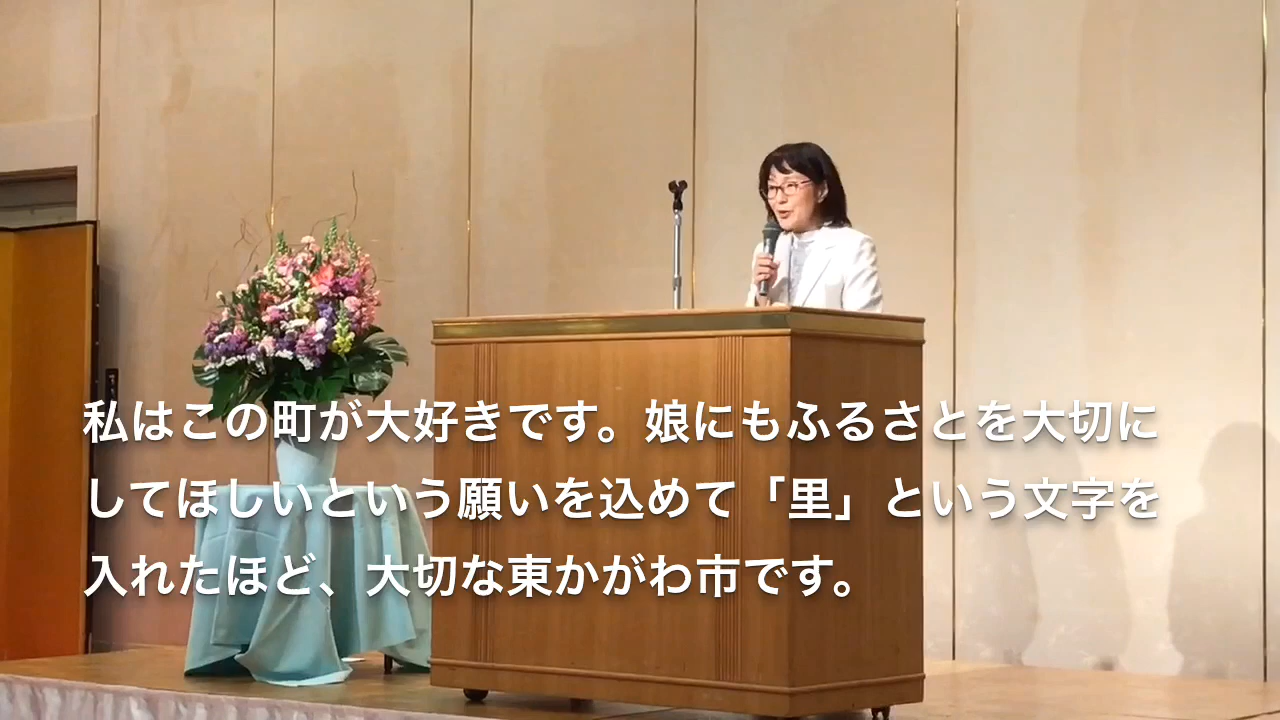 私はこの町が大好きです。娘にもふるさとを大切に
してほしいという願いを込めて「里」という文字を
入れたほど、大切な東かがわ市です。